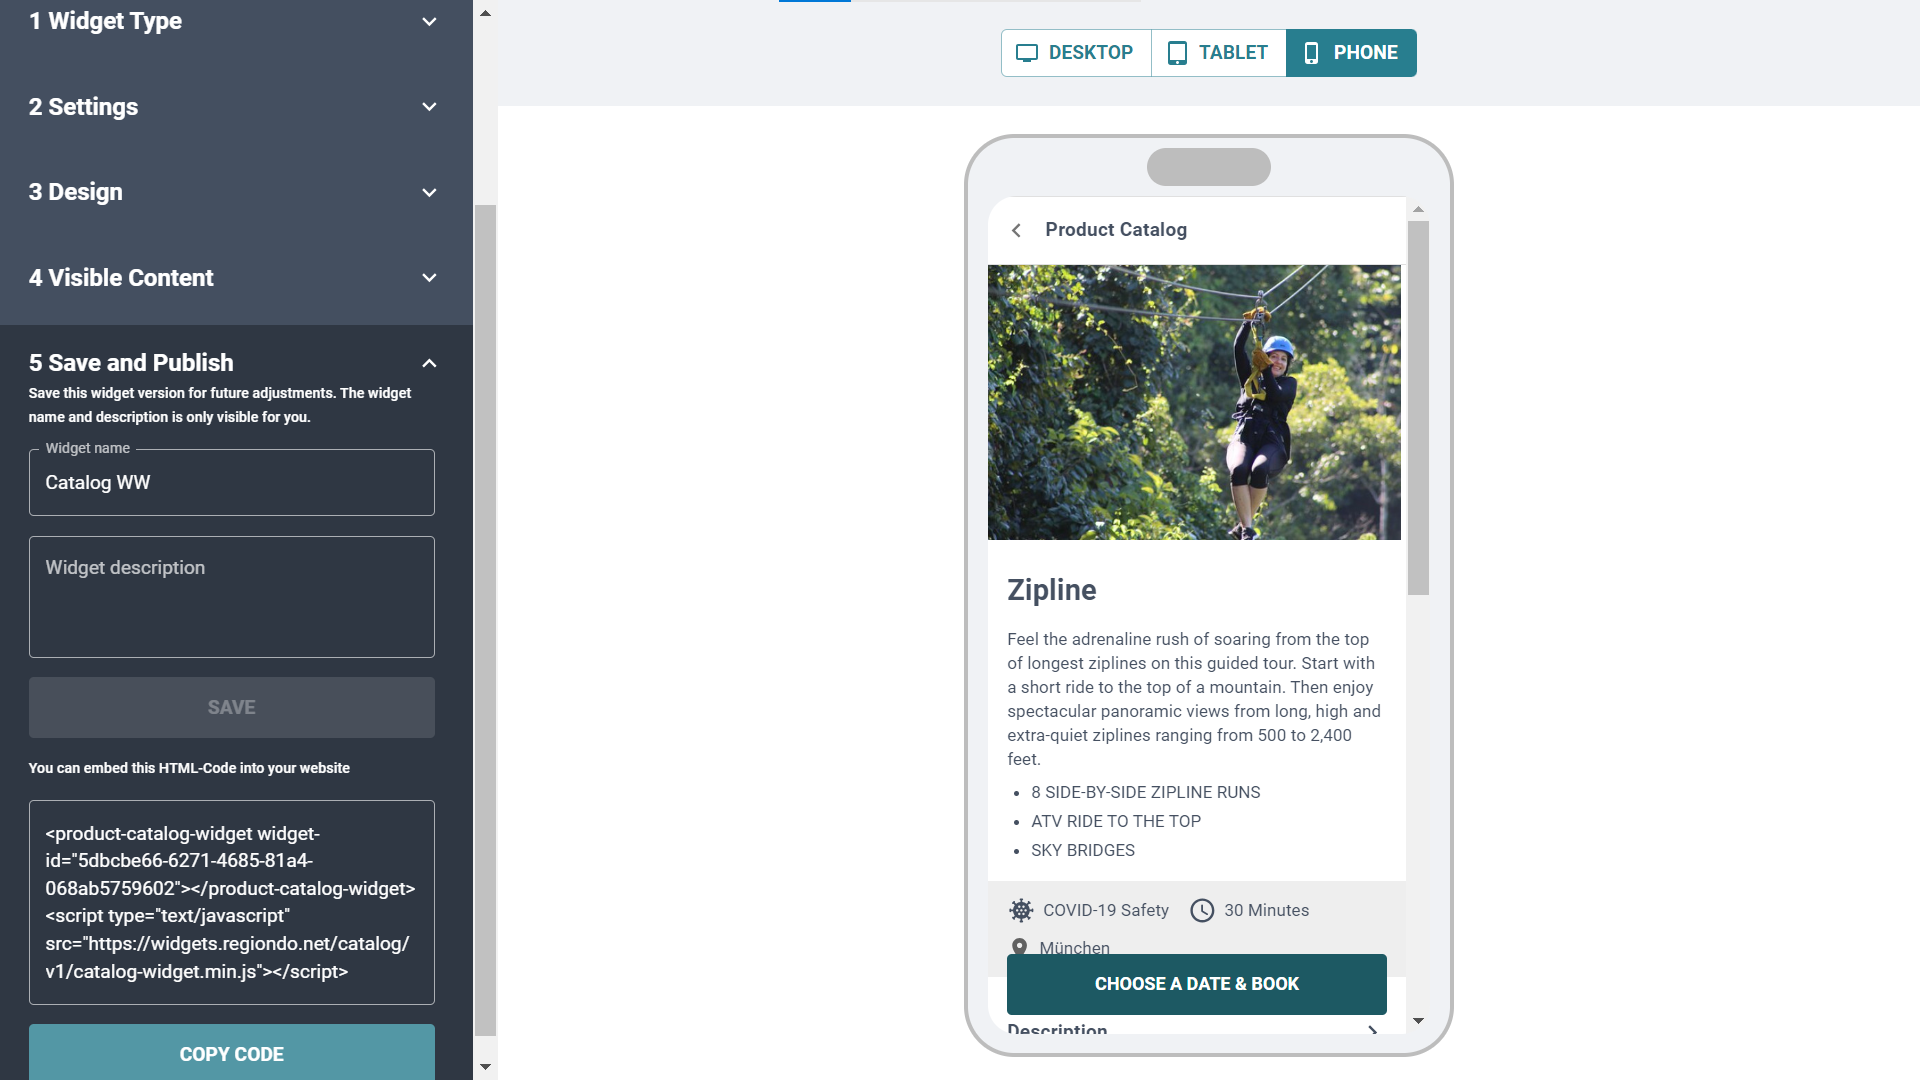 1 Widget Type
2 Settings
3 Design
4 Visible Content
5 Save and Publish
Save this widget version for future adjustments. The widget
name and description is only visible for you.
Widget name
Catalog WW
Widget description
SAVE
You can embed this HTML-Code into your website
<product-catalog-widget widget-
id="5dbcbe66-6271-4685-81a4-
068ab5759602"></product-catalog-widget>
<script type="text/javascript"
src="https://widgets.regiondo.net/catalog/
v1/catalog-widget.min.js"></script>
COPY CODE
DESKTOP
TABLET
PHONE
Product Catalog
Zipline
Feel the adrenaline rush of soaring from the top
of longest ziplines on this guided tour. Start with
a short ride to the top of a mountain. Then enjoy
spectacular panoramic views from long, high and
extra-quiet ziplines ranging from 500 to 2,400
feet.
• 8 SIDE-BY-SIDE ZIPLINE RUNS
• ATV RIDE TO THE TOP
• SKY BRIDGES
COVID-19 Safety
30 Minutes
München
CHOOSE A DATE & BOOK
Description